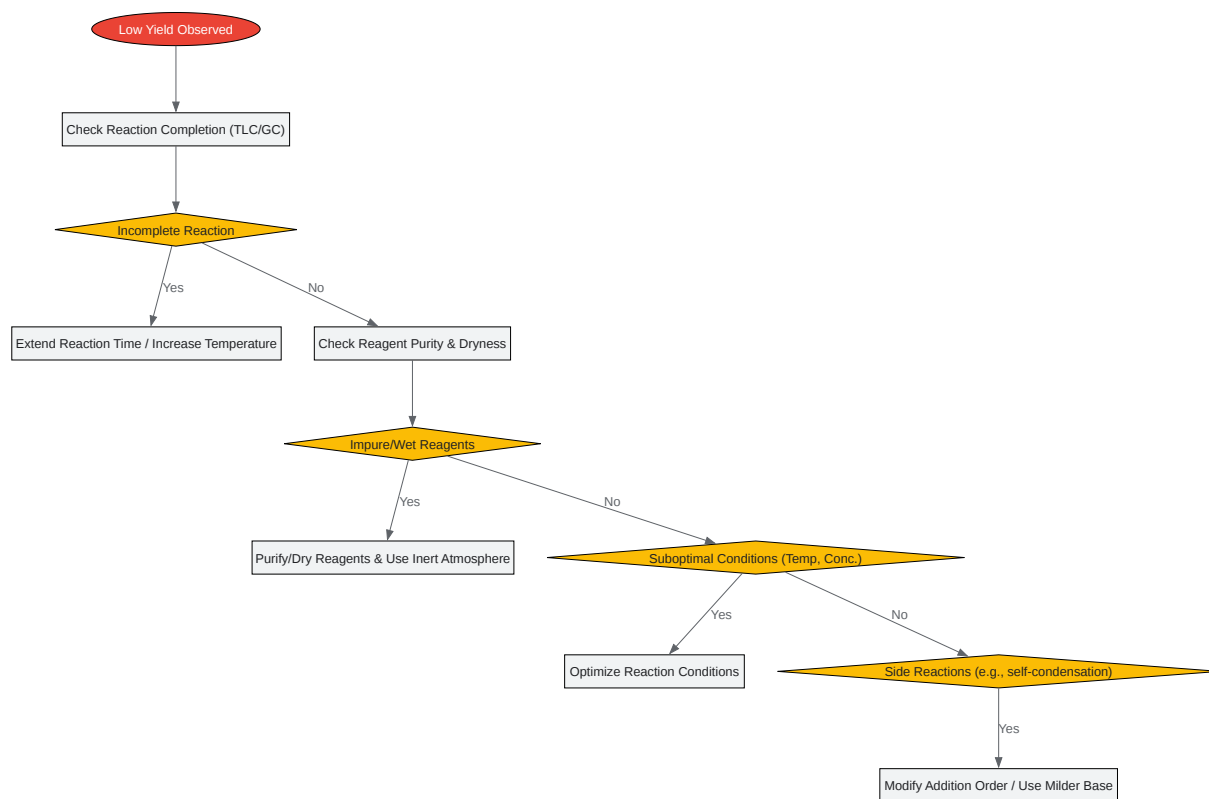 Low Yield Observed
Check Reaction Completion (TLC/GC)
Incomplete Reaction
Yes
No
Extend Reaction Time / Increase Temperature
Check Reagent Purity & Dryness
Impure/Wet Reagents
Yes
No
Purify/Dry Reagents & Use Inert Atmosphere
Suboptimal Conditions (Temp, Conc.)
Yes
No
Optimize Reaction Conditions
Side Reactions (e.g., self-condensation)
Yes
Modify Addition Order / Use Milder Base